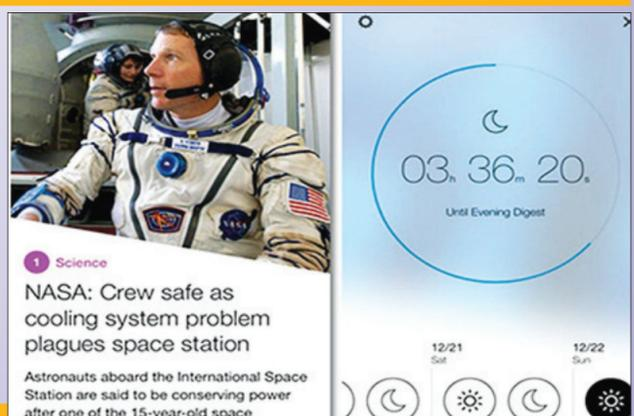 1 Science
NASA: Crew safe as
cooling system problem
plagues space station
Astronauts aboard the International Space
Station are said to be conserving power
after one of the 15-year-old space
03h 36m 20s
Until Evening Digest
12/21
Sat
12/22
Sun